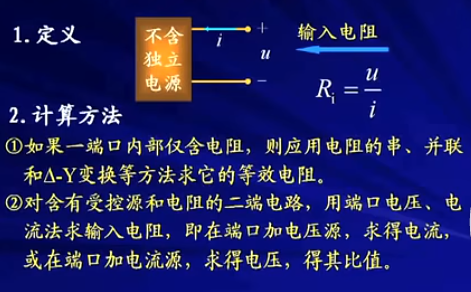 1.定义
不含
独立
电源
i
+
u
−
输入电阻
Ri = u/i
2.计算方法
①如果一端口内部仅含电阻，则应用电阻的串、并联
和Δ-Y变换等方法求它的等效电阻。
②对含有受控源和电阻的二端电路，用端口电压、电
流法求输入电阻，即在端口加电压源，求得电流，
或在端口加电流源，求得电压，得其比值。